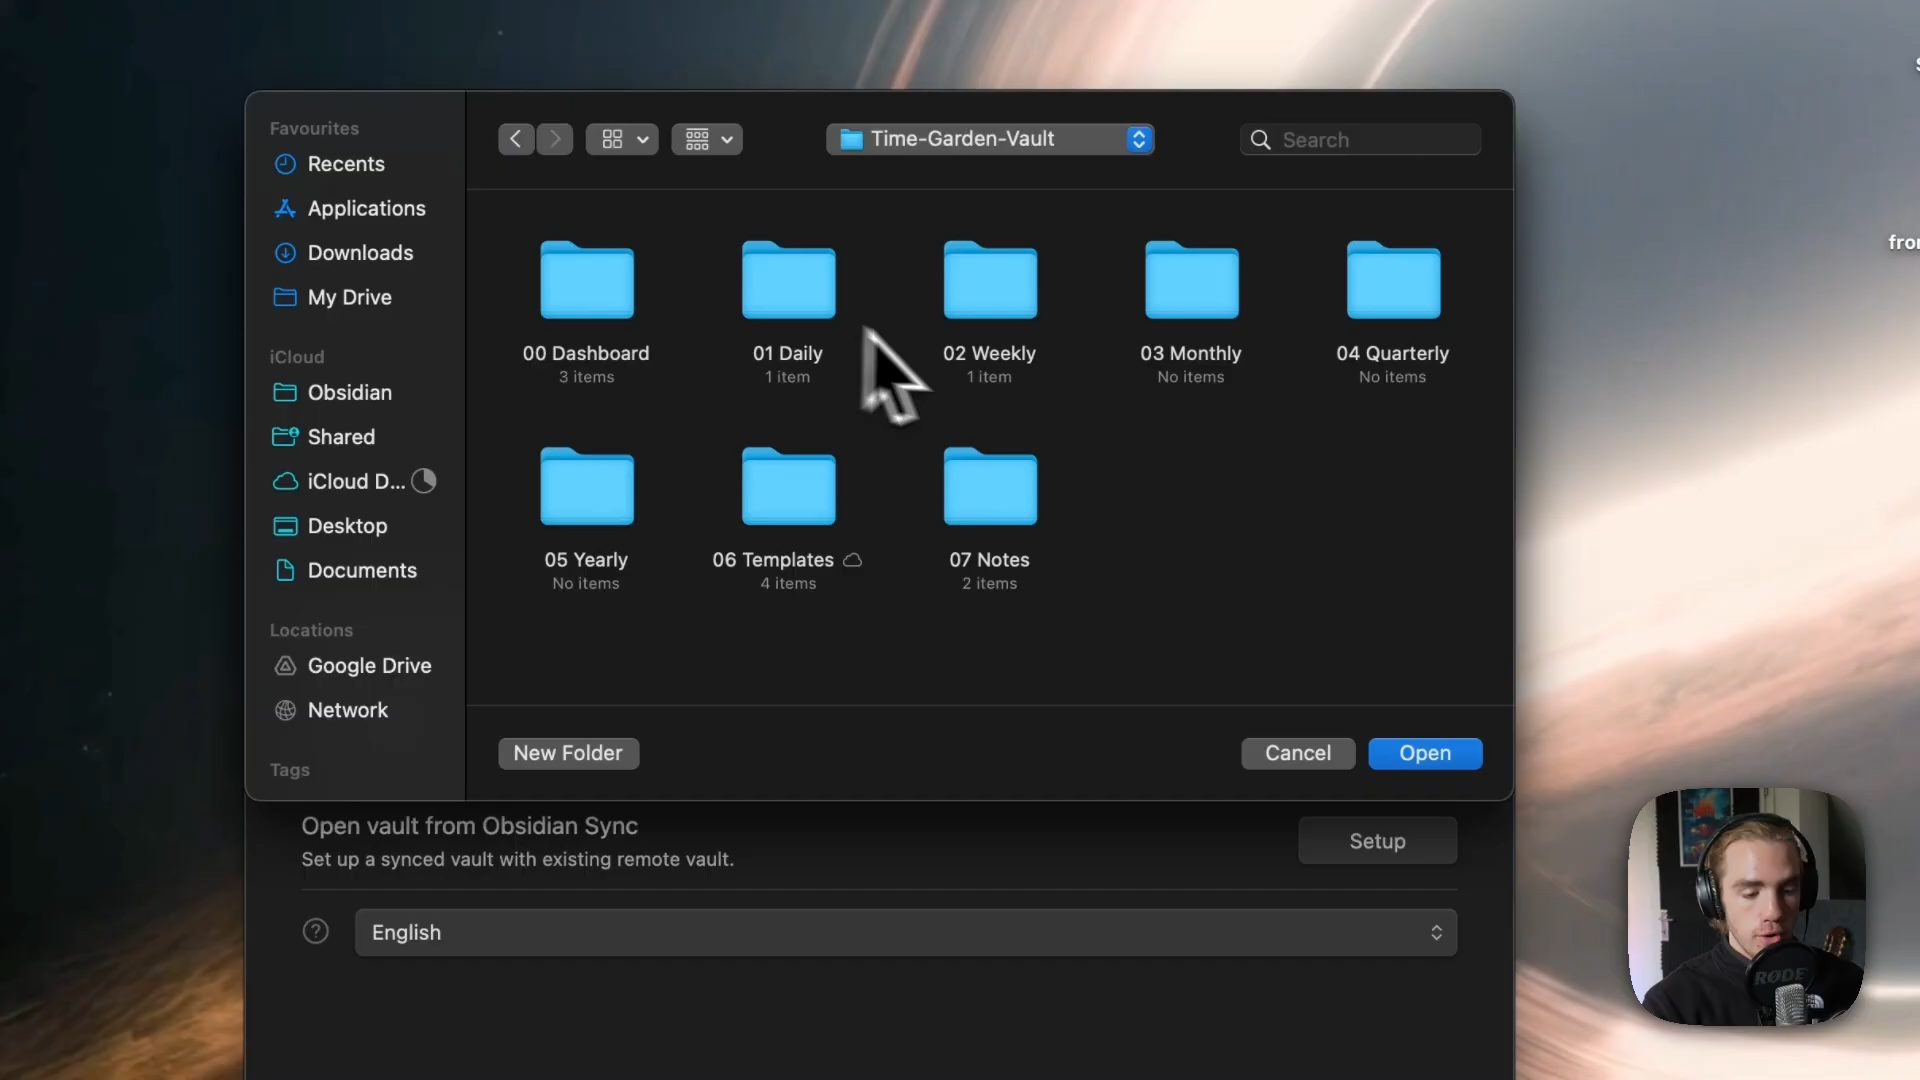 Favourites
Recents
Applications
Downloads
My Drive
iCloud
Obsidian
Shared
iCloud D...
Desktop
Documents
Locations
Google Drive
Network
Tags
Time-Garden-Vault
Search
00 Dashboard
3 items
01 Daily
1 item
02 Weekly
1 item
03 Monthly
No items
04 Quarterly
No items
05 Yearly
No items
06 Templates
4 items
07 Notes
2 items
New Folder
Cancel
Open
Open vault from Obsidian Sync
Set up a synced vault with existing remote vault.
Setup
English
RØDE